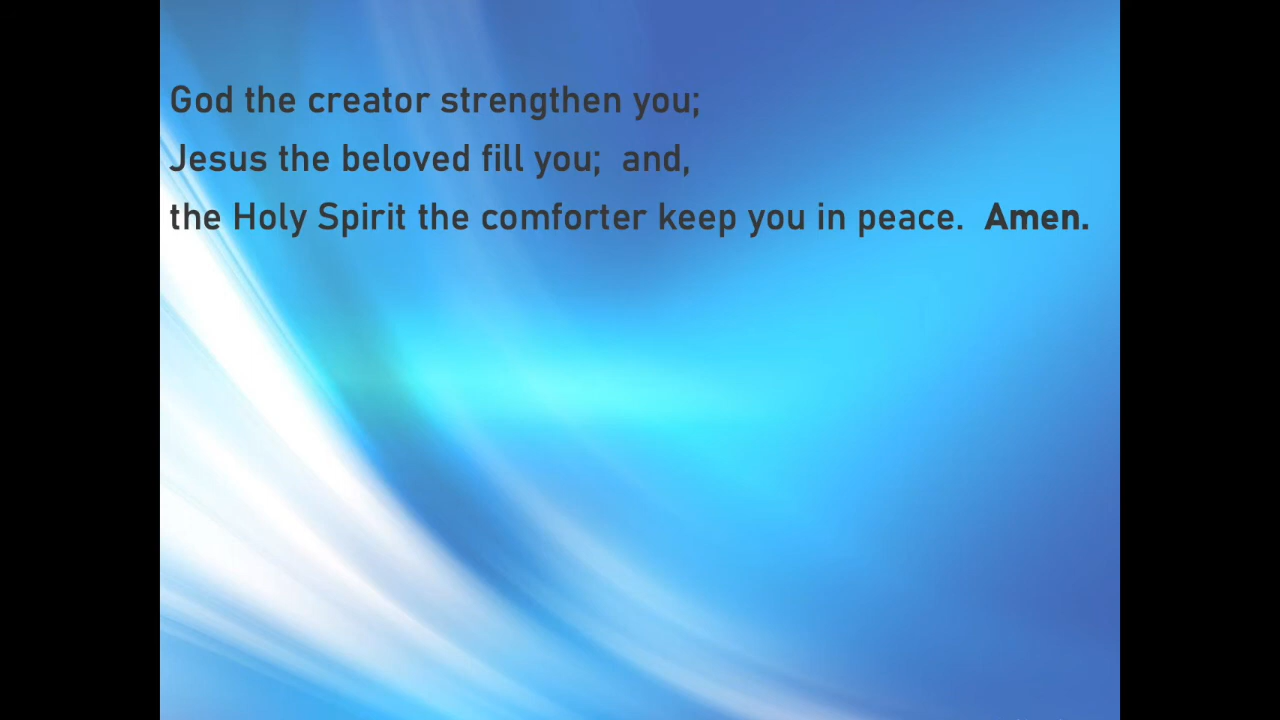 God the creator strengthen you;
Jesus the beloved fill you;  and,
the Holy Spirit the comforter keep you in peace.  Amen.